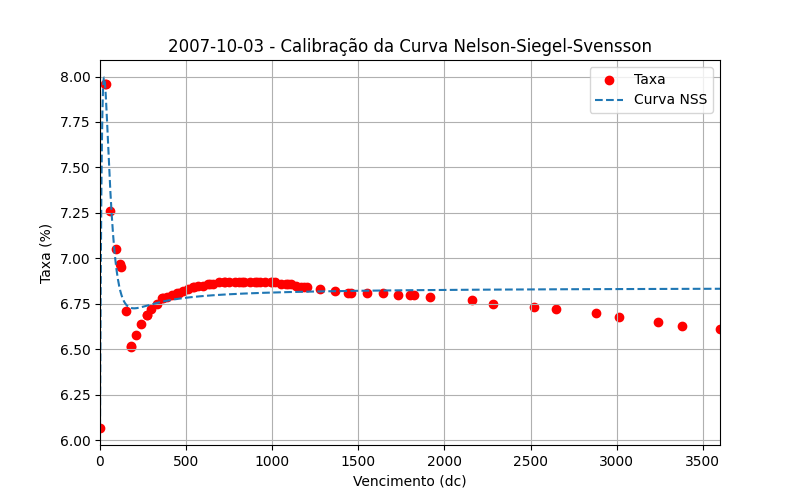 2007-10-03 - Calibração da Curva Nelson-Siegel-Svensson
Taxa
Curva NSS
8.00
7.75
7.50
7.25
7.00
6.75
6.50
6.25
6.00
Taxa (%)
0 500 1000 1500 2000 2500 3000 3500
Vencimento (dc)